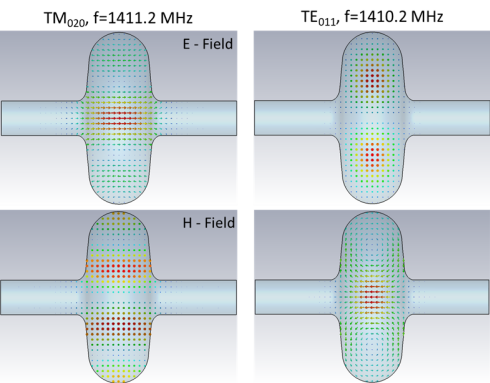 TM₀₂₀, f=1411.2 MHz
TE₀₁₁, f=1410.2 MHz
E - Field
H - Field